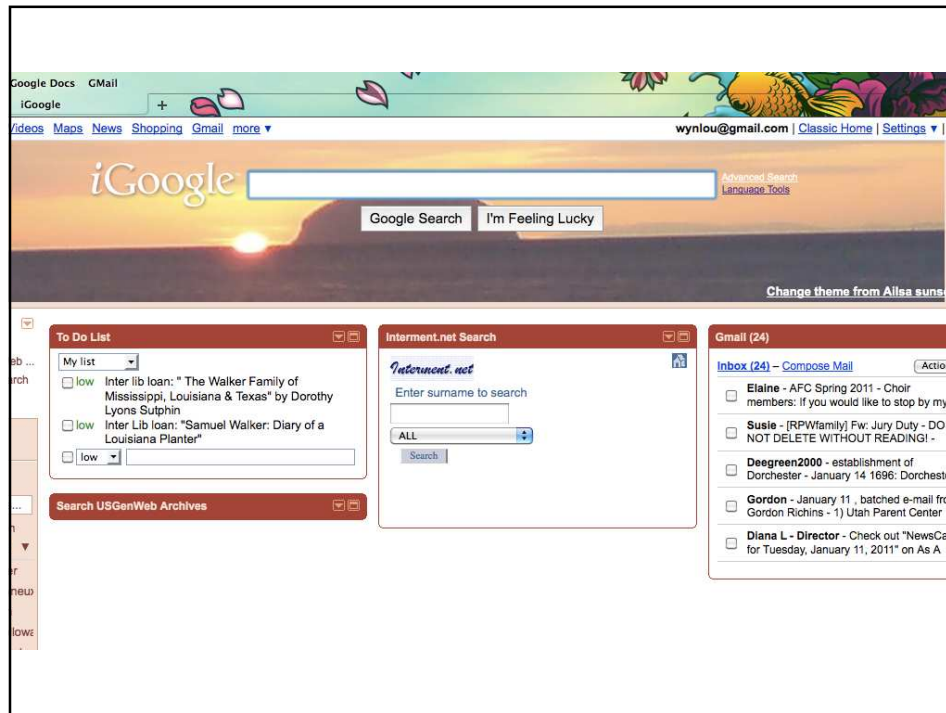 Google Docs GMail
iGoogle +
Videos Maps News Shopping Gmail more ▼ wynlou@gmail.com | Classic Home | Settings ▼ |
iGoogle
Advanced Search
Language Tools
Google Search I'm Feeling Lucky
Change theme from Ailsa
To Do List
My list
low Inter lib loan: " The Walker Family of
Mississippi, Louisiana & Texas" by Dorothy
Lyons Sutphin
low Inter Lib loan: "Samuel Walker: Diary of a
Louisiana Planter"
low
Search USGenWeb Archives
Interment.net Search
Interment.net
Enter surname to search
ALL
Search
Gmail (24)
Inbox (24) – Compose Mail
Elaine - AFC Spring 2011 - Choir
members: If you would like to stop by my
Susie - [RPWfamily] Fw: Jury Duty - DO
NOT DELETE WITHOUT READING! -
Deegreen2000 - establishment of
Dorchester - January 14 1696:
Gordon - January 11 , batched e-mail
Gordon Richins - 1) Utah Parent Center
Diana L - Director - Check out
for Tuesday, January 11, 2011" on As A